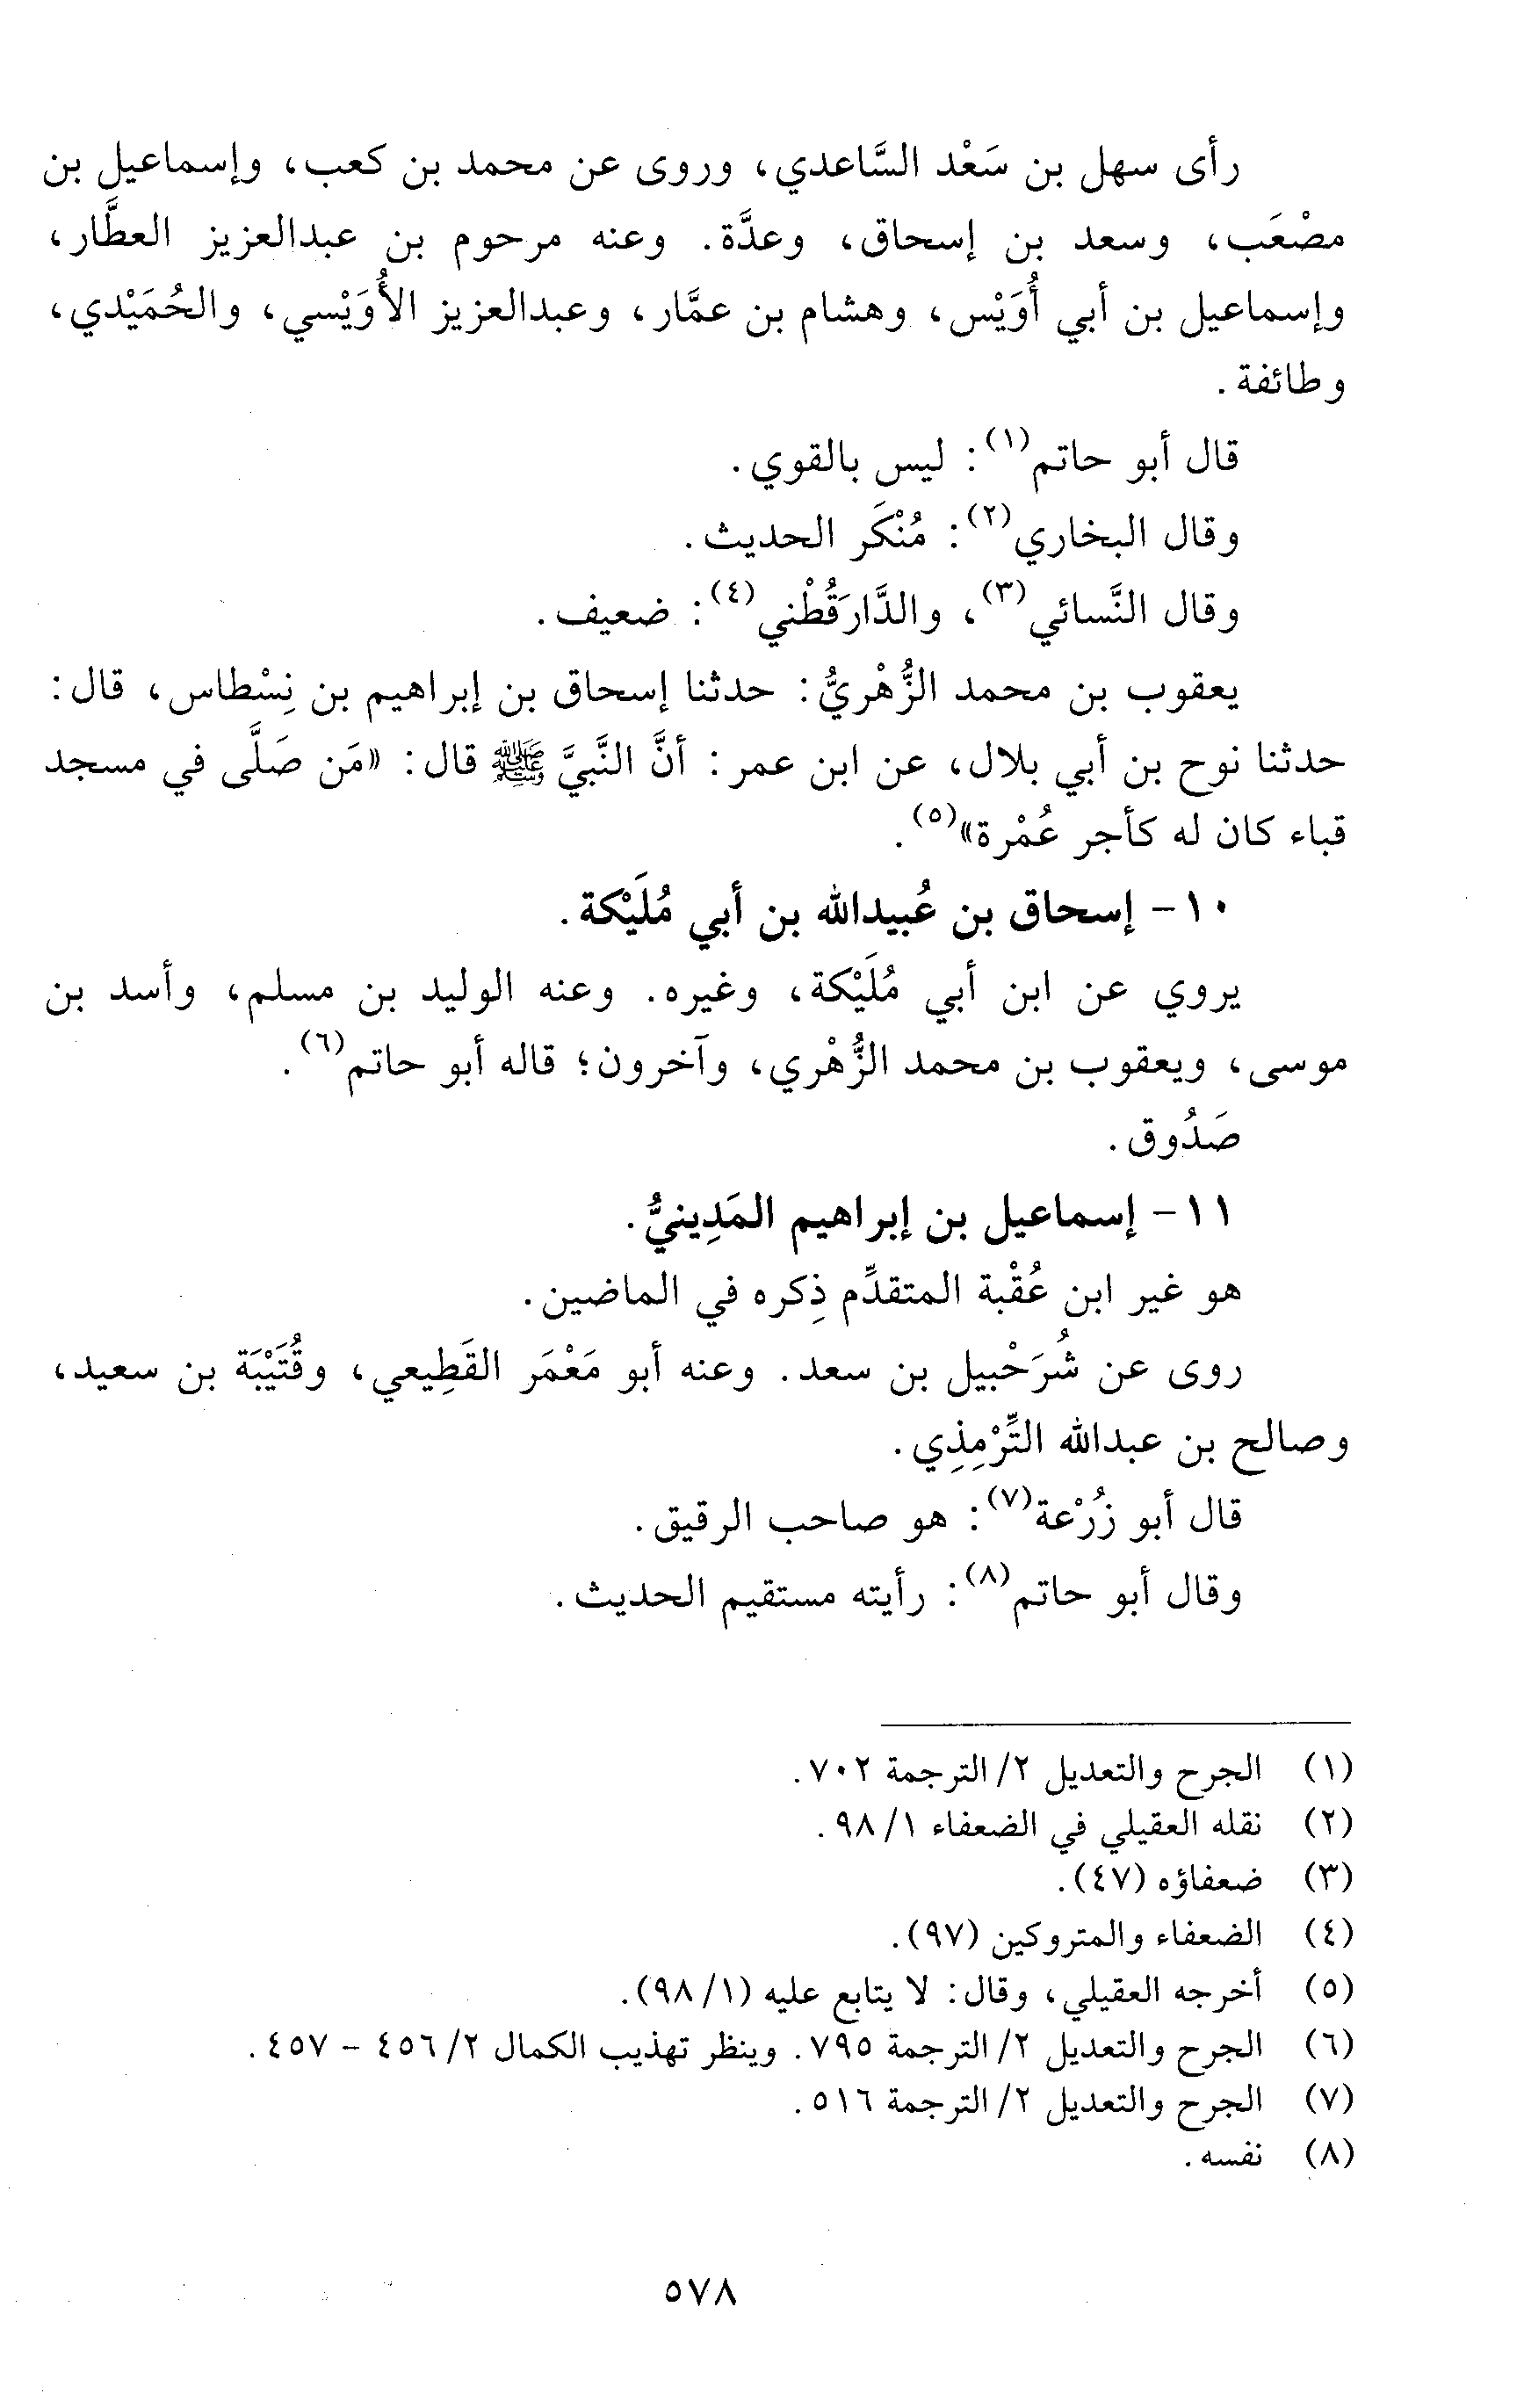 رأى سهل بن سَعْد السَّاعدي، وروى عن محمد بن كعب، وإسماعيل بن
مصْعَب، وسعد بن إسحاق، وعدَّة. وعنه مرحوم بن عبدالعزيز العطَّار،
وإسماعيل بن أبي أُوَيْس، وهشام بن عمَّار، وعبدالعزيز الأُوَيْسي، والحُمَيْدي،
وطائفة.
قال أبو حاتم(١): ليس بالقوي.
وقال البخاري(٢): مُنْكَر الحديث.
وقال النَّسائي(٣)، والدَّارَقُطْني(٤): ضعيف.
يعقوب بن محمد الزُّهْريُّ: حدثنا إسحاق بن إبراهيم بن نِسْطاس، قال:
حدثنا نوح بن أبي بلال، عن ابن عمر: أنَّ النَّبيَّ ﷺ قال: «مَن صَلَّى في مسجد
قباء كان له كأجر عُمْرة»(٥).
١٠- إسحاق بن عُبيدالله بن أبي مُلَيْكة.
يروي عن ابن أبي مُلَيْكة، وغيره. وعنه الوليد بن مسلم، وأسد بن
موسى، ويعقوب بن محمد الزُّهْري، وآخرون؛ قاله أبو حاتم(٦).
صَدُوق.
١١- إسماعيل بن إبراهيم المَدِينيُّ.
هو غير ابن عُقْبة المتقدِّم ذِكره في الماضين.
روى عن شُرَحْبيل بن سعد. وعنه أبو مَعْمَر القَطِيعي، وقُتَيْبَة بن سعيد،
وصالح بن عبدالله التِّرْمِذِي.
قال أبو زُرْعة(٧): هو صاحب الرقيق.
وقال أبو حاتم(٨): رأيته مستقيم الحديث.
(١) الجرح والتعديل ٢/ الترجمة ٧٠٢.
(٢) نقله العقيلي في الضعفاء ١/ ٩٨.
(٣) ضعفاؤه (٤٧).
(٤) الضعفاء والمتروكين (٩٧).
(٥) أخرجه العقيلي، وقال: لا يتابع عليه (١/ ٩٨).
(٦) الجرح والتعديل ٢/ الترجمة ٧٩٥. وينظر تهذيب الكمال ٢/ ٤٥٦ - ٤٥٧.
(٧) الجرح والتعديل ٢/ الترجمة ٥١٦.
(٨) نفسه.
٥٧٨